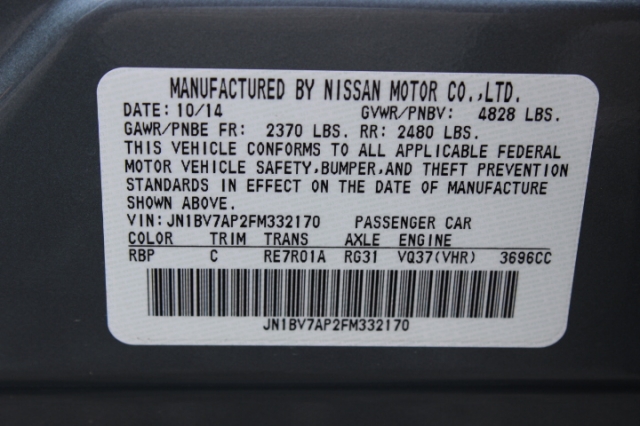 MANUFACTURED BY NISSAN MOTOR CO.,LTD.
DATE: 10/14 GVWR/PNBV: 4828 LBS.
GAWR/PNBE FR: 2370 LBS. RR: 2480 LBS.
THIS VEHICLE CONFORMS TO ALL APPLICABLE FEDERAL
MOTOR VEHICLE SAFETY,BUMPER,AND THEFT PREVENTION
STANDARDS IN EFFECT ON THE DATE OF MANUFACTURE
SHOWN ABOVE.
VIN:JN1BV7AP2FM332170 PASSENGER CAR
COLOR TRIM TRANS AXLE ENGINE
RBP C RE7R01A RG31 VQ37(VHR) 3696CC
JN1BV7AP2FM332170